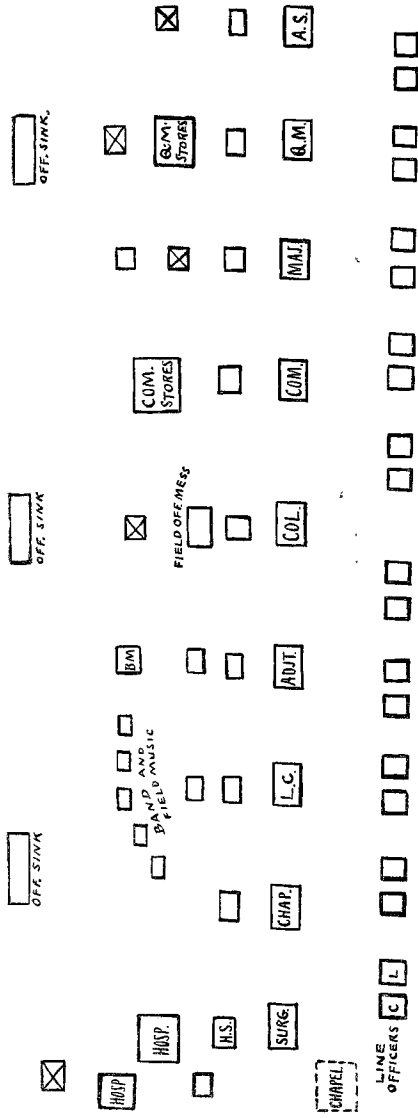 OFF. SINK
OFF. SINK
OFF. SINK.
HOSP
HOSP.
BAND AND
FIELD MUSIC
BM
FIELD OFF MESS
COM.
STORES
Q.M.
STORES
H.S.
SURG.
CHAP.
L.C.
ADJT.
COL.
COM.
MAJ.
Q.M.
A.S.
CHAPEL
LINE
OFFICERS
C
L